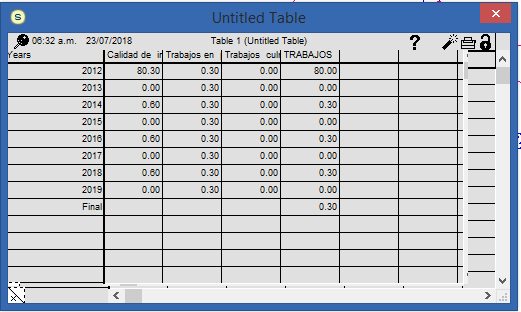 Untitled Table
S
06:32 a.m. 23/07/2018 Table 1 (Untitled Table) ?
Years Calidad de Trabajos en Trabajos TRABAJOS
2012 80.30 0.30 0.00 80.00
2013 0.00 0.30 0.00 0.00
2014 0.60 0.30 0.00 0.30
2015 0.00 0.30 0.00 0.00
2016 0.60 0.30 0.00 0.30
2017 0.00 0.30 0.00 0.00
2018 0.60 0.30 0.00 0.30
2019 0.00 0.30 0.00 0.00
Final 0.30